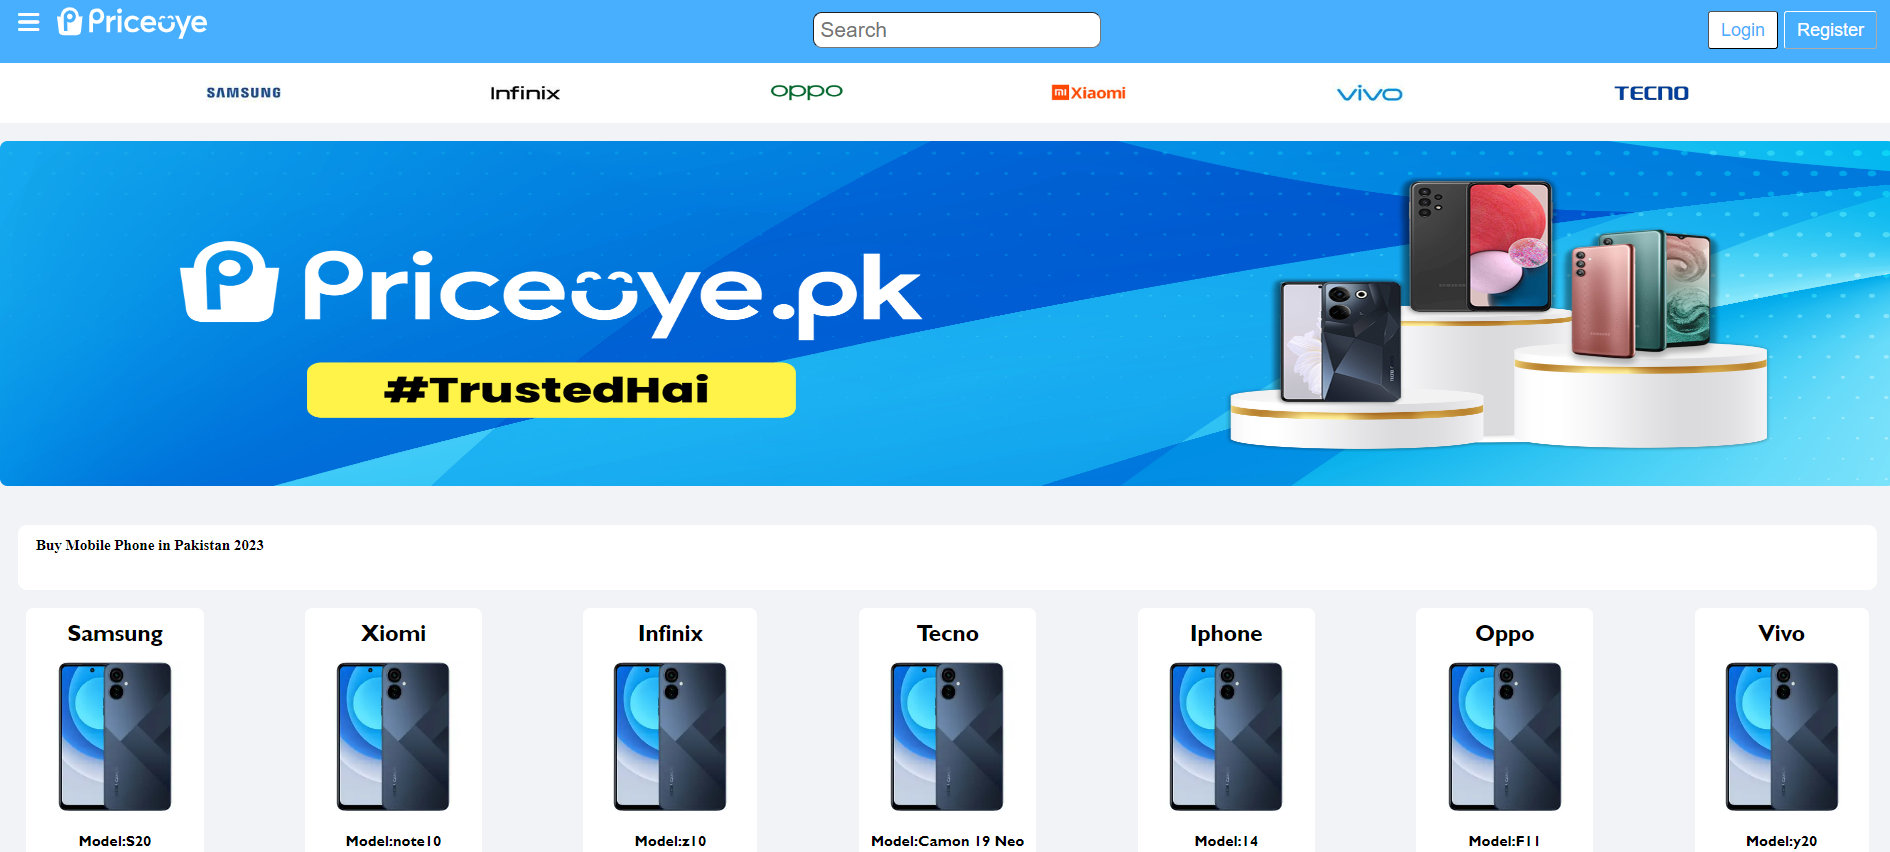 Priceoye
Search
Login
Register
SAMSUNG
Infinix
oppo
mi Xiaomi
vivo
TECNO
Priceoye.pk
#TrustedHai
Buy Mobile Phone in Pakistan 2023
Samsung
Xiomi
Infinix
Tecno
Iphone
Oppo
Vivo
Model:S20
Model:note10
Model:z10
Model:Camon 19 Neo
Model:14
Model:F11
Model:y20